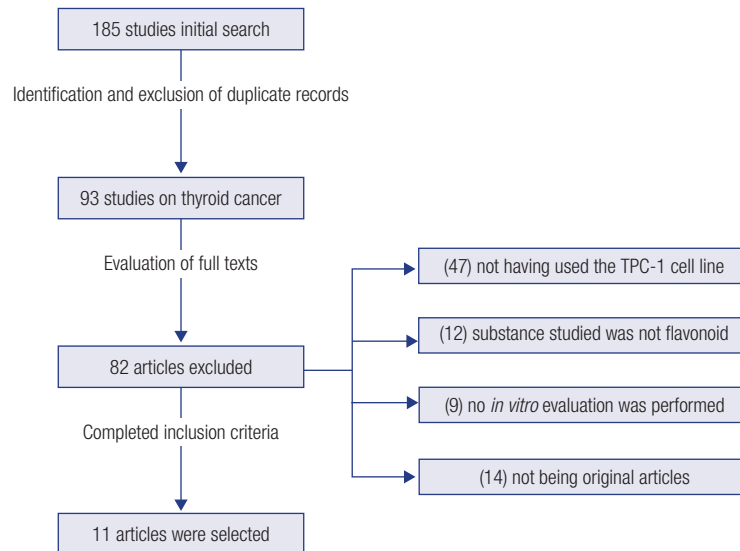 185 studies initial search
Identification and exclusion of duplicate records
93 studies on thyroid cancer
Evaluation of full texts
82 articles excluded
Completed inclusion criteria
11 articles were selected
(47) not having used the TPC-1 cell line
(12) substance studied was not flavonoid
(9) no in vitro evaluation was performed
(14) not being original articles